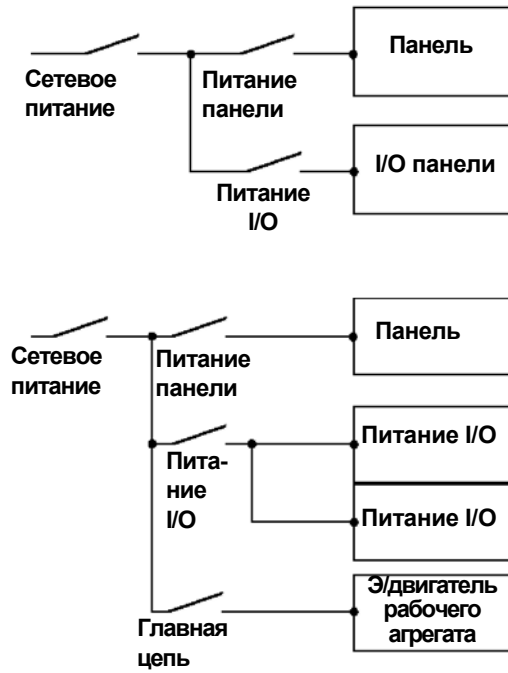 Панель
Сетевое
питание
Питание
панели
I/O панели
Питание
I/O
Панель
Сетевое
питание
Питание
панели
Питание I/O
Пита-
ние
I/O
Питание I/O
Э/двигатель
рабочего
агрегата
Главная
цепь